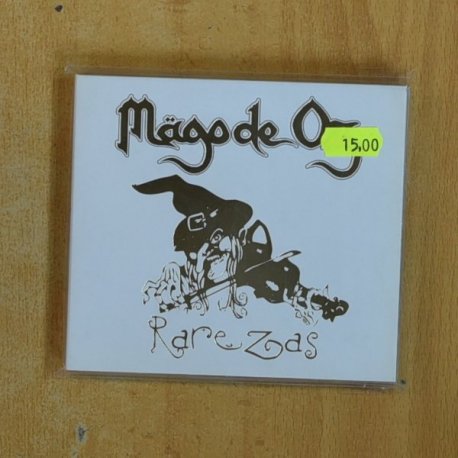 Mägo de Oz
15,00
Rarezas